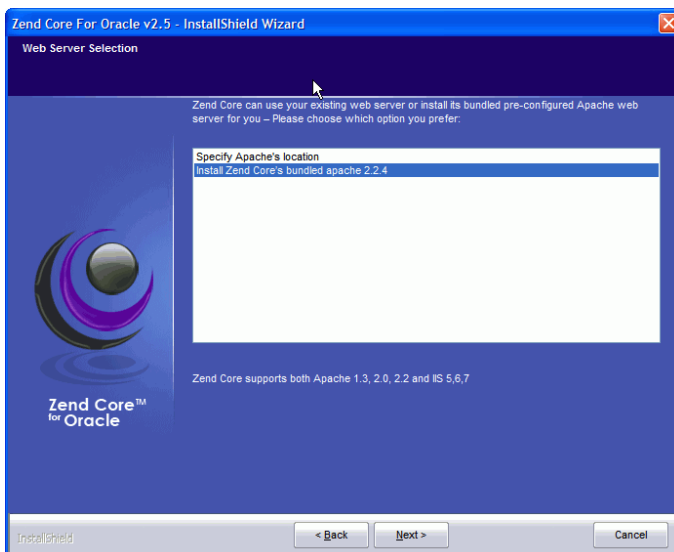 Zend Core For Oracle v2.5 - InstallShield Wizard
Web Server Selection
Zend Core can use your existing web server or install its bundled pre-configured Apache web
server for you – Please choose which option you prefer:
Specify Apache's location
Install Zend Core's bundled apache 2.2.4
Zend Core supports both Apache 1.3, 2.0, 2.2 and IIS 5,6,7
Zend Core™
for Oracle
InstallShield
< Back
Next >
Cancel